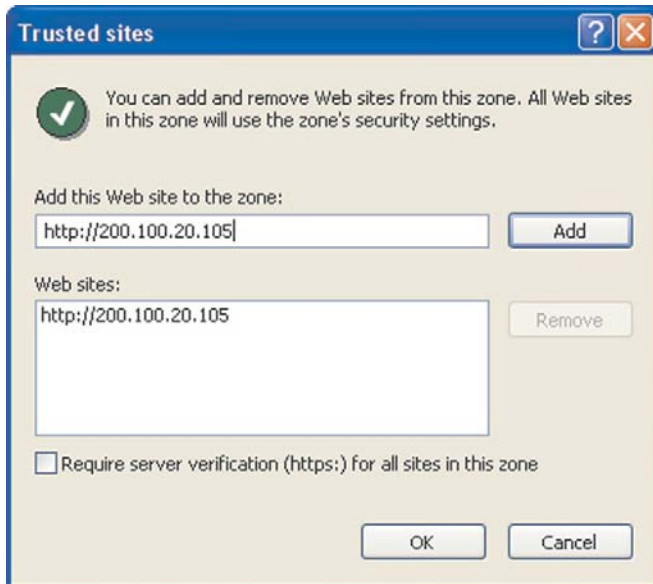 Trusted sites
You can add and remove Web sites from this zone. All Web sites
in this zone will use the zone's security settings.
Add this Web site to the zone:
http://200.100.20.105
Add
Web sites:
http://200.100.20.105
Remove
Require server verification (https:) for all sites in this zone
OK
Cancel